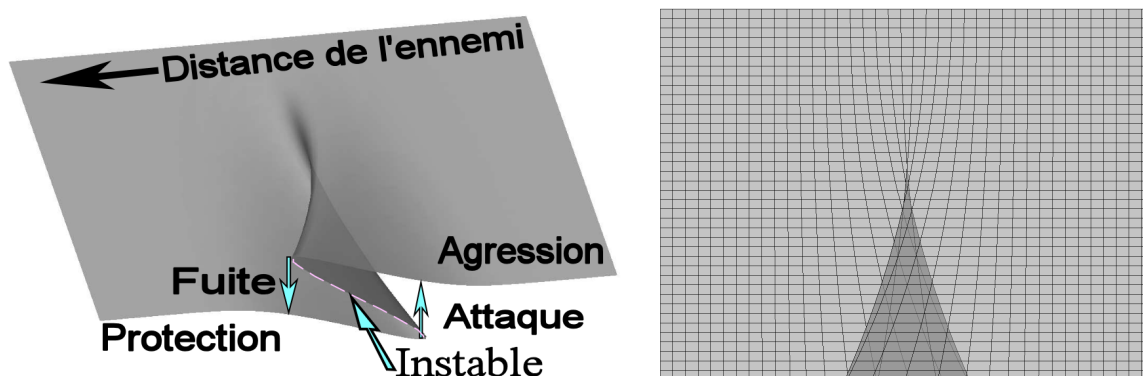 Distance de l'ennemi
Agression
Fuite
Attaque
Protection
Instable